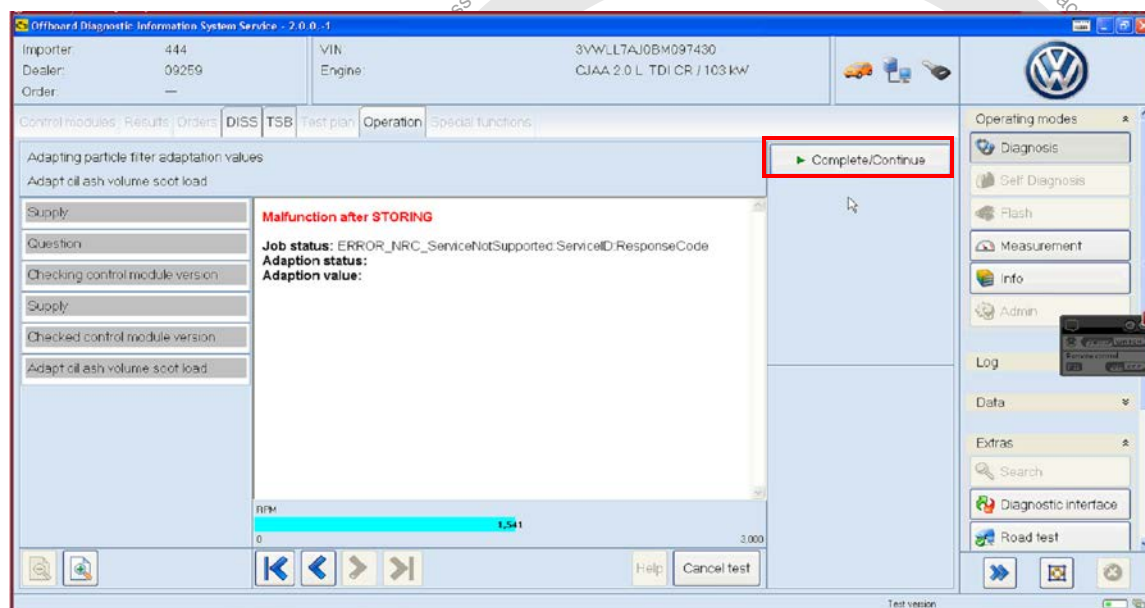 Offboard Diagnostic Information System Service - 2.0.0.-1
Importer: 444
Dealer: 09259
Order: —
VIN: 3VWLL7AJ0BM097430
Engine: CJAA 2.0 L TDI CR / 103 kW
Control modules Results Orders DISS TSB Test plan Operation Special functions
Adapting particle filter adaptation values
Adapt oil ash volume soot load
Complete/Continue
Supply
Question
Checking control module version
Supply
Checked control module version
Adapt oil ash volume soot load
Malfunction after STORING
Job status: ERROR_NRC_ServiceNotSupported:ServiceID:ResponseCode
Adaption status:
Adaption value:
RPM
1,541
0 3,000
Help Cancel test
Operating modes
Diagnosis
Self Diagnosis
Flash
Measurement
Info
Admin
Log
Data
Extras
Search
Diagnostic interface
Road test
Test version